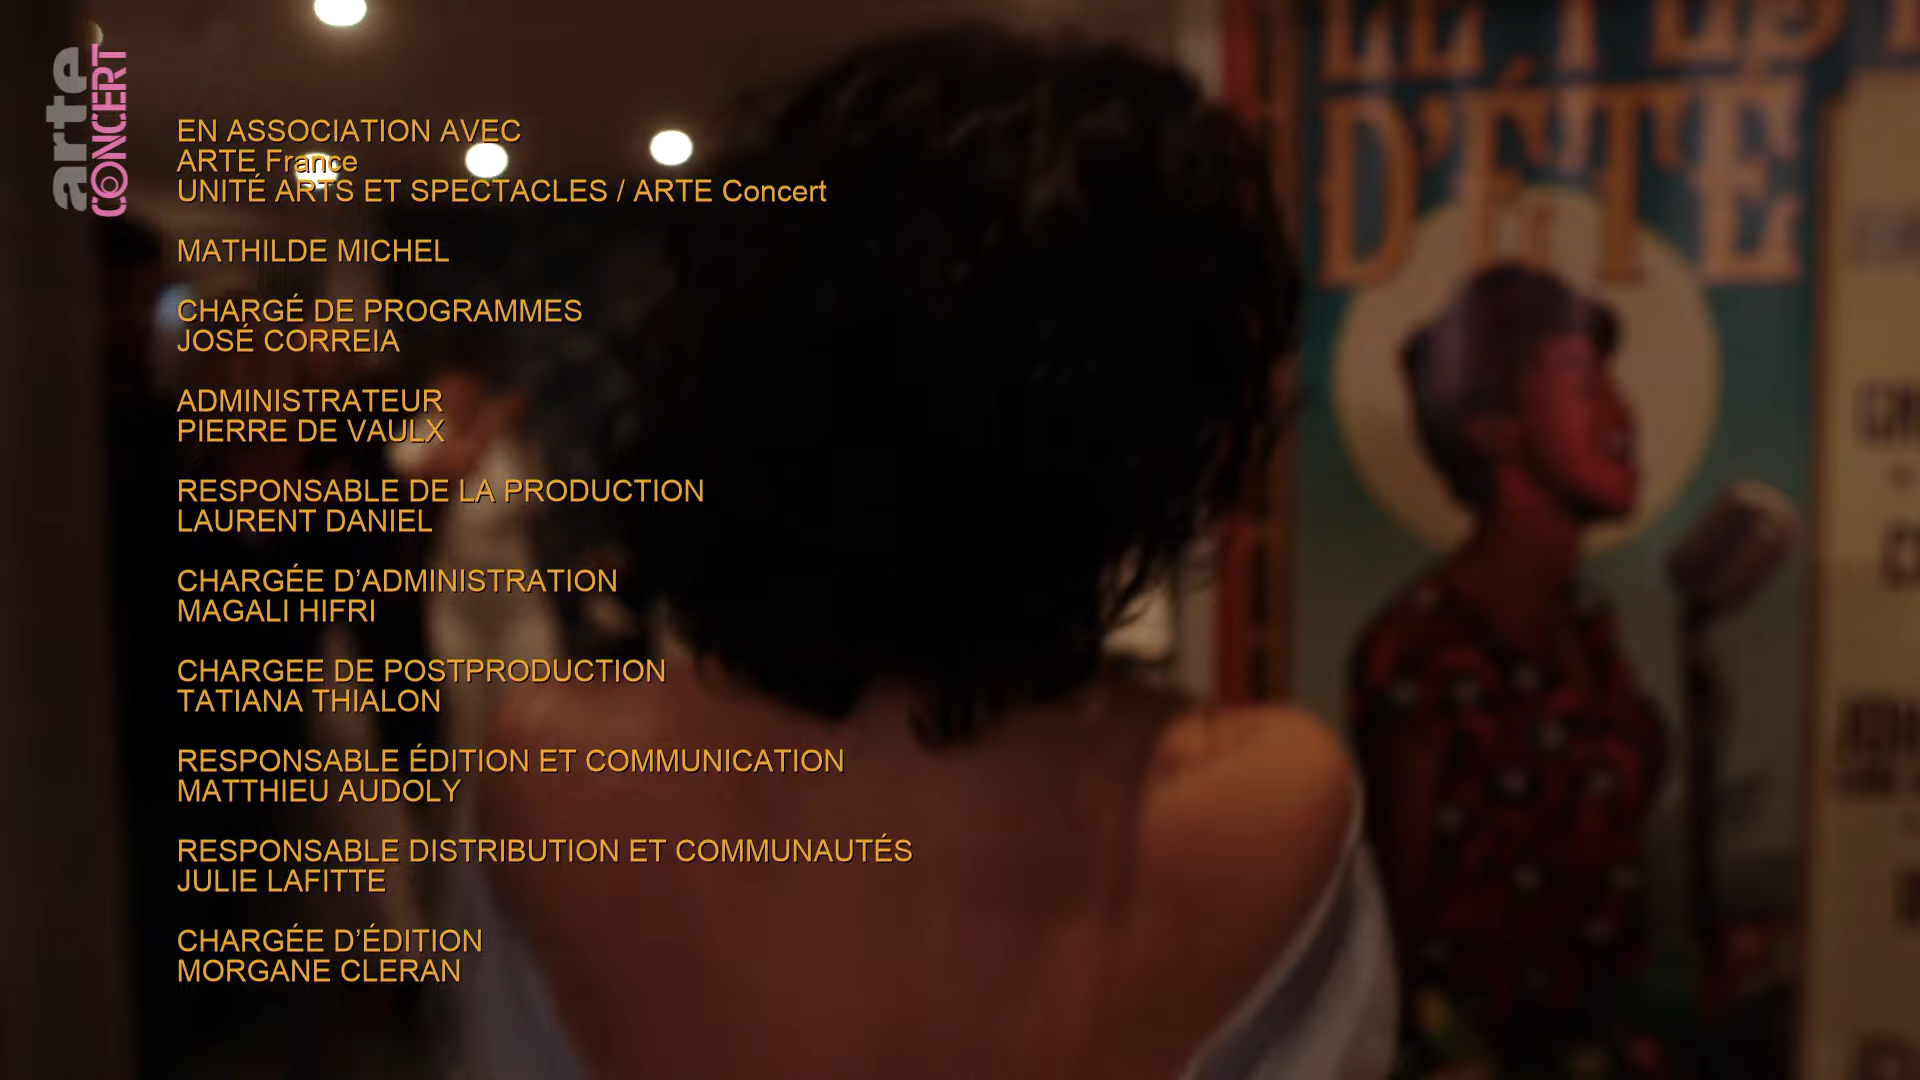 arte
CONCERT
EN ASSOCIATION AVEC
ARTE France
UNITÉ ARTS ET SPECTACLES / ARTE Concert
MATHILDE MICHEL
CHARGÉ DE PROGRAMMES
JOSÉ CORREIA
ADMINISTRATEUR
PIERRE DE VAULX
RESPONSABLE DE LA PRODUCTION
LAURENT DANIEL
CHARGÉE D’ADMINISTRATION
MAGALI HIFRI
CHARGEE DE POSTPRODUCTION
TATIANA THIALON
RESPONSABLE ÉDITION ET COMMUNICATION
MATTHIEU AUDOLY
RESPONSABLE DISTRIBUTION ET COMMUNAUTÉS
JULIE LAFITTE
CHARGÉE D’ÉDITION
MORGANE CLERAN
D'ÉTÉ